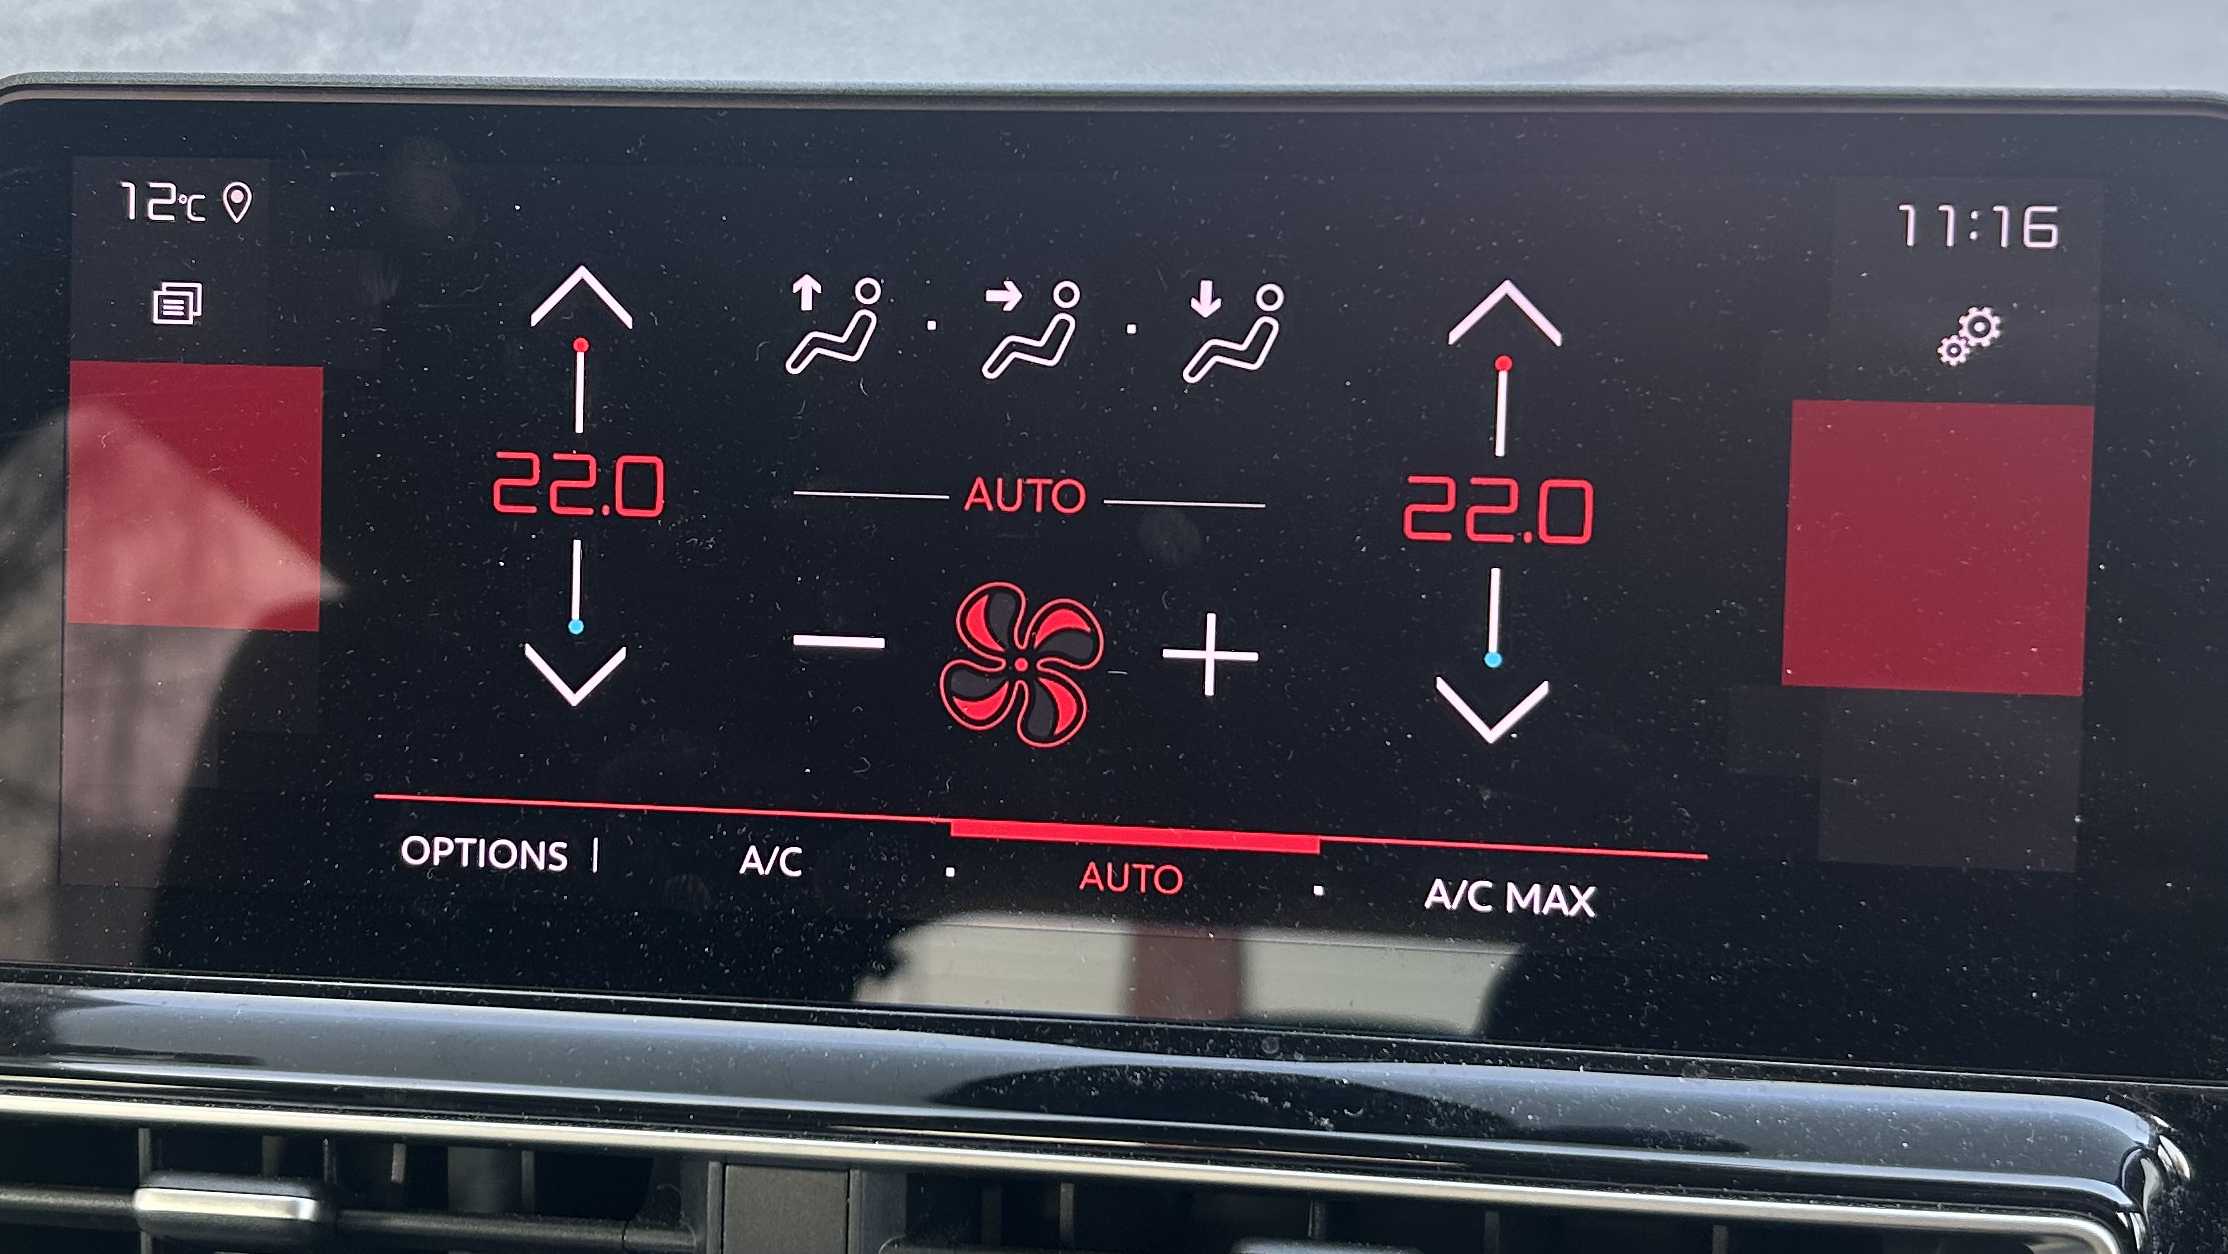 12°C
11:16
22.0
AUTO
22.0
OPTIONS | A/C . AUTO . A/C MAX